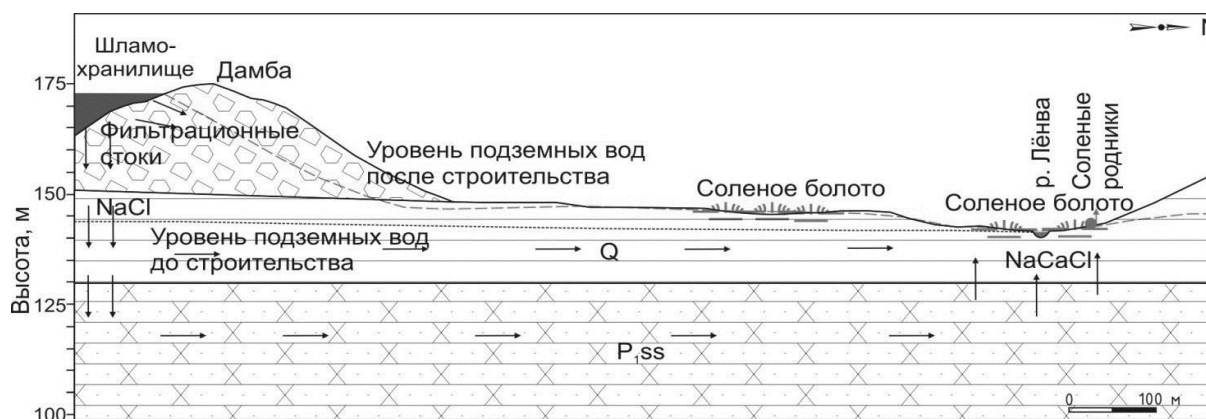 N
Шламо-
хранилище
Дамба
175
Фильтрационные
стоки
Уровень подземных вод
после строительства
150
Соленое болото
р. Лёнва
Соленые
родники
Соленое болото
NaCl
Уровень подземных вод
до строительства
Q
NaCaCl
Высота, м
125
P₁ss
100
0 100 м